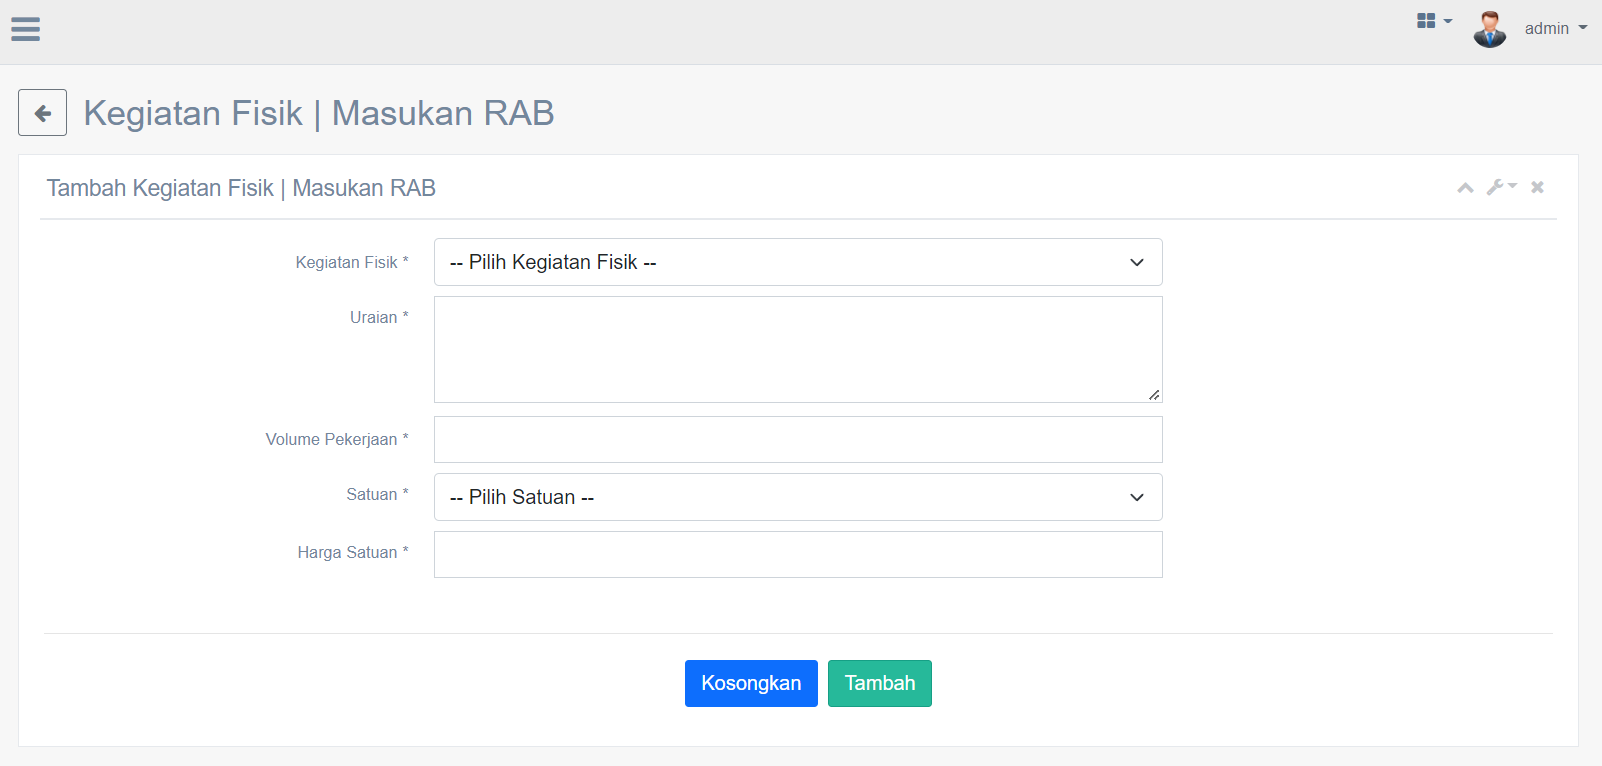 admin
Kegiatan Fisik | Masukan RAB
Tambah Kegiatan Fisik | Masukan RAB
Kegiatan Fisik *
-- Pilih Kegiatan Fisik --
Uraian *
Volume Pekerjaan *
Satuan *
-- Pilih Satuan --
Harga Satuan *
Kosongkan
Tambah